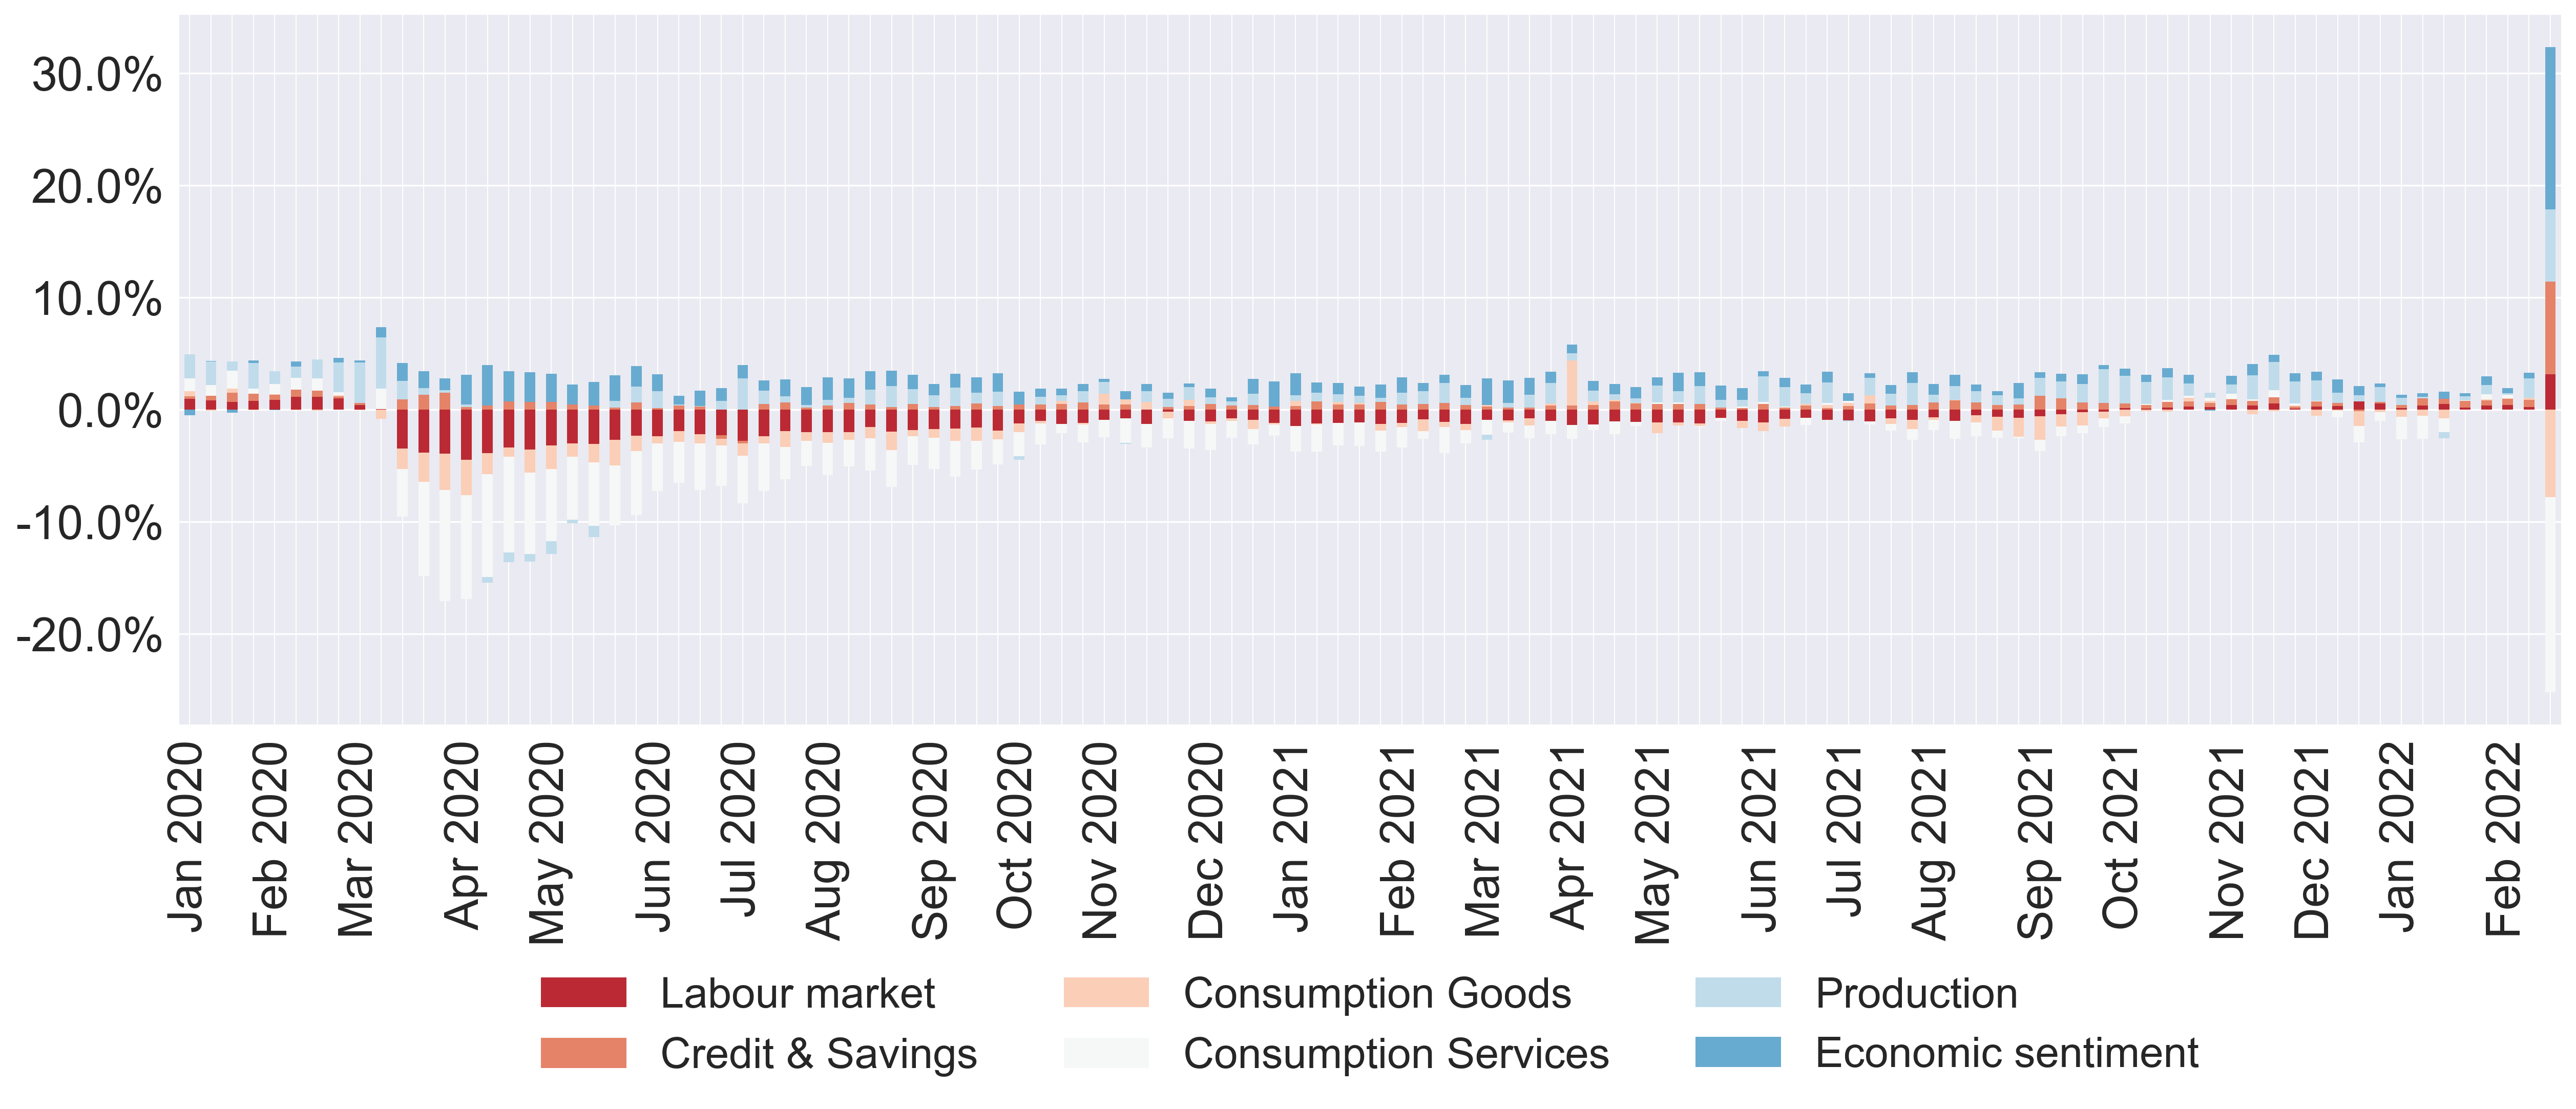 30.0%
20.0%
10.0%
0.0%
-10.0%
-20.0%
Jan 2020
Feb 2020
Mar 2020
Apr 2020
May 2020
Jun 2020
Jul 2020
Aug 2020
Sep 2020
Oct 2020
Nov 2020
Dec 2020
Jan 2021
Feb 2021
Mar 2021
Apr 2021
May 2021
Jun 2021
Jul 2021
Aug 2021
Sep 2021
Oct 2021
Nov 2021
Dec 2021
Jan 2022
Feb 2022
Labour market
Consumption Goods
Production
Credit & Savings
Consumption Services
Economic sentiment